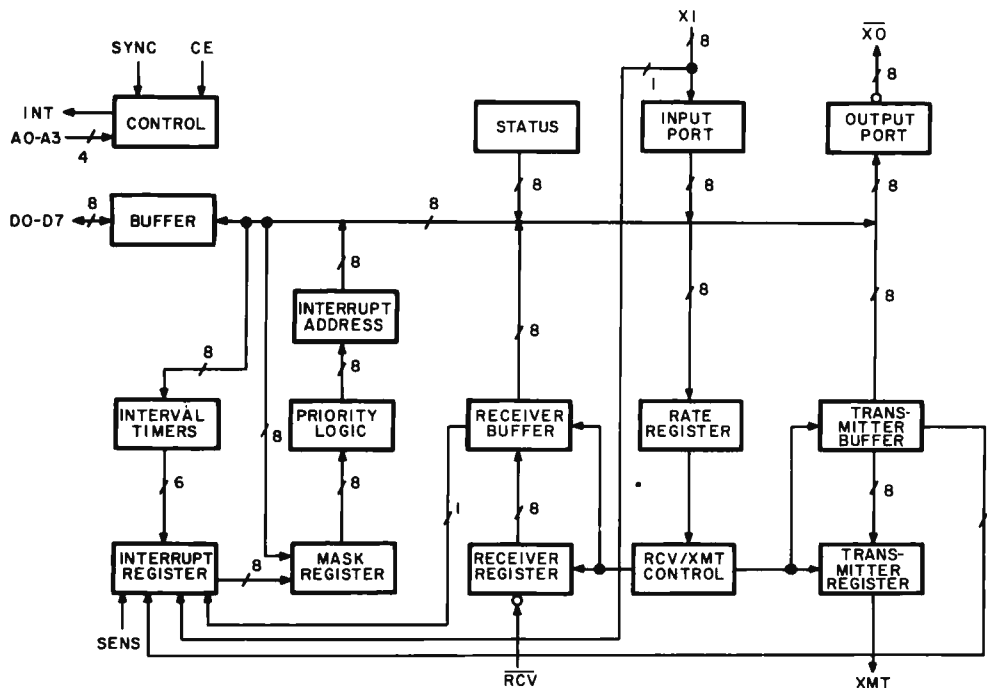 XI
X̅O̅
SYNC CE
8
8
1
INT
CONTROL
STATUS
INPUT
PORT
OUTPUT
PORT
A0-A3
4
8
8
8
D0-D7
8
BUFFER
8
8
8
8
INTERRUPT
ADDRESS
8
8
8
INTERVAL
TIMERS
PRIORITY
LOGIC
RECEIVER
BUFFER
RATE
REGISTER
TRANS-
MITTER
BUFFER
8
6
8
1
8
8
INTERRUPT
REGISTER
8
MASK
REGISTER
RECEIVER
REGISTER
RCV/XMT
CONTROL
TRANS-
MITTER
REGISTER
SENS
R̅C̅V̅
XMT